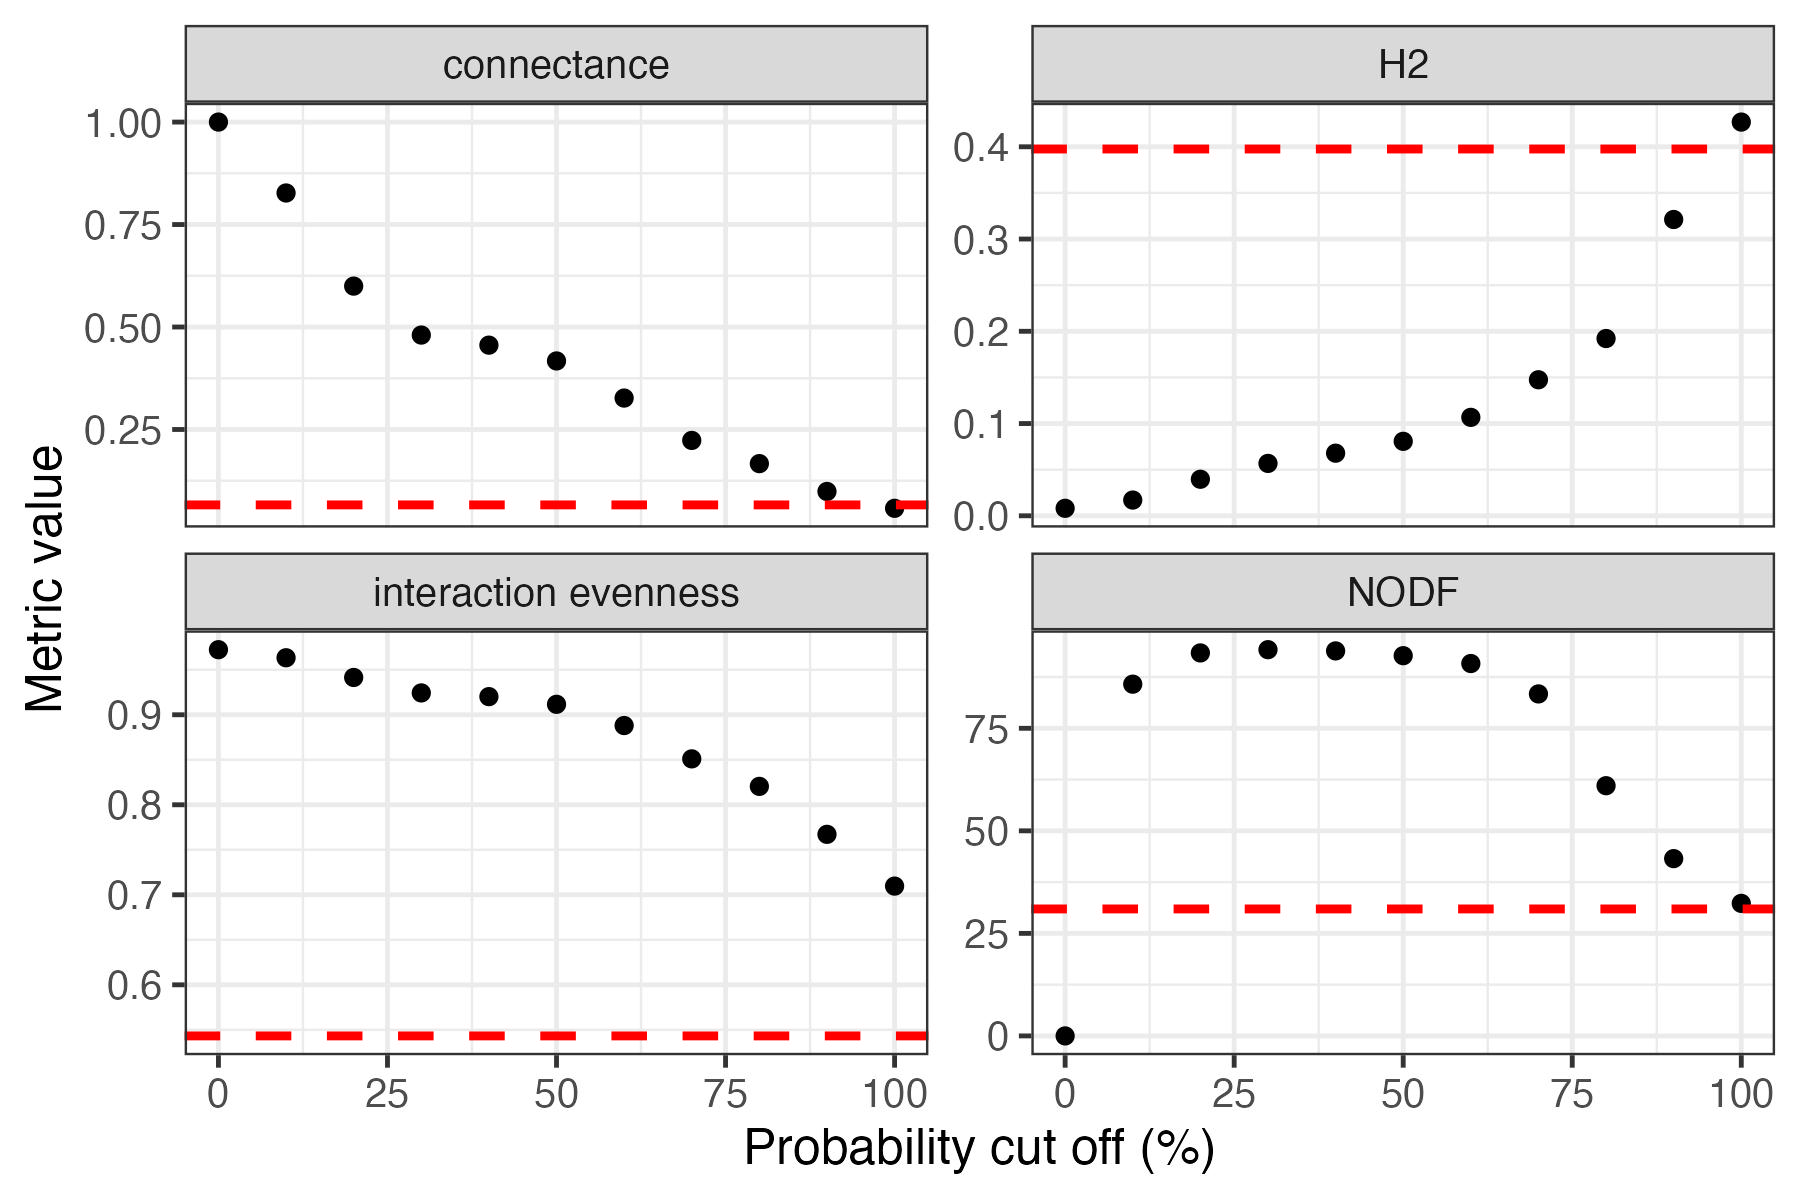 connectance
H2
1.00
0.75
0.50
0.25
0.4
0.3
0.2
0.1
0.0
interaction evenness
NODF
0.9
0.8
0.7
0.6
75
50
25
0
0 25 50 75 100
0 25 50 75 100
Metric value
Probability cut off (%)